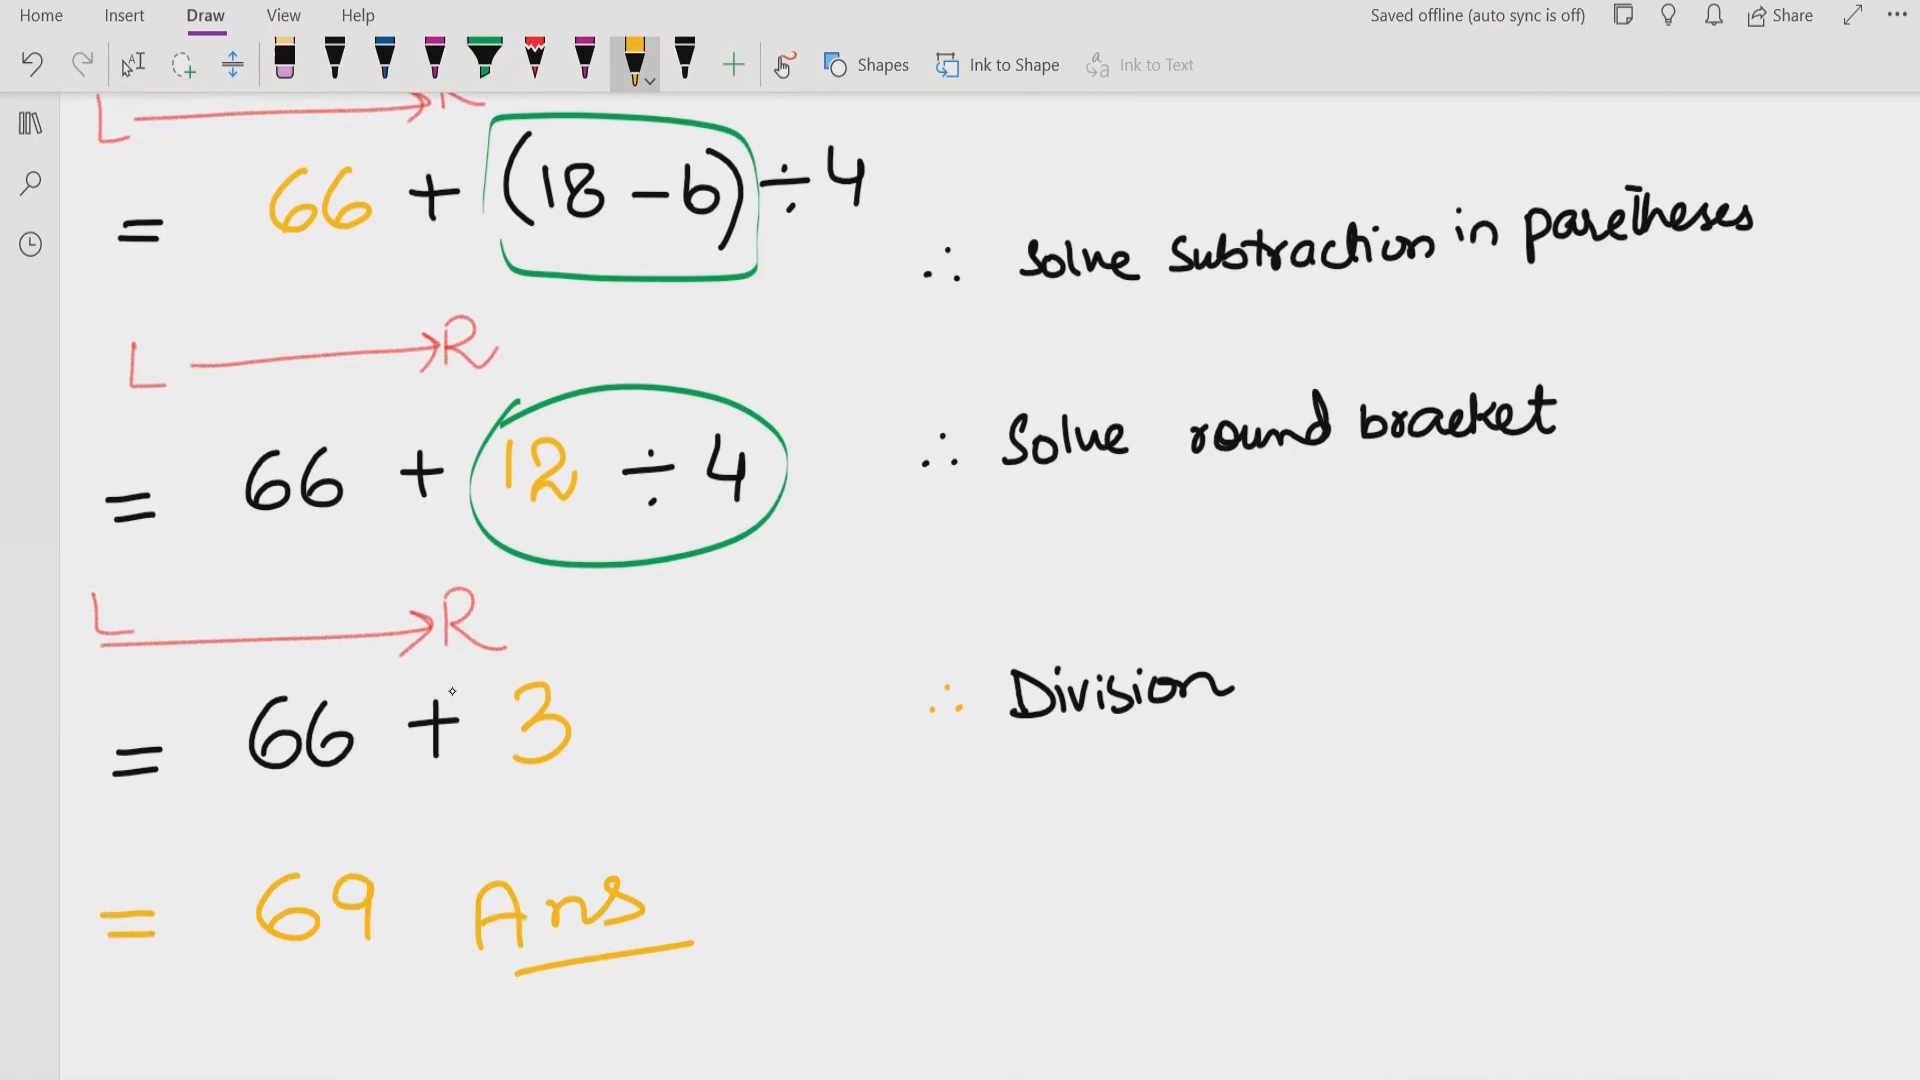 Home Insert Draw View Help Saved offline (auto sync is off) Share
Shapes Ink to Shape Ink to Text
L → R
= 66 + (18 - 6) ÷ 4 ∴ Solve subtraction in paretheses
L → R
= 66 + 12 ÷ 4 ∴ Solve round bracket
L → R
= 66 + 3 ∴ Division
= 69 Ans